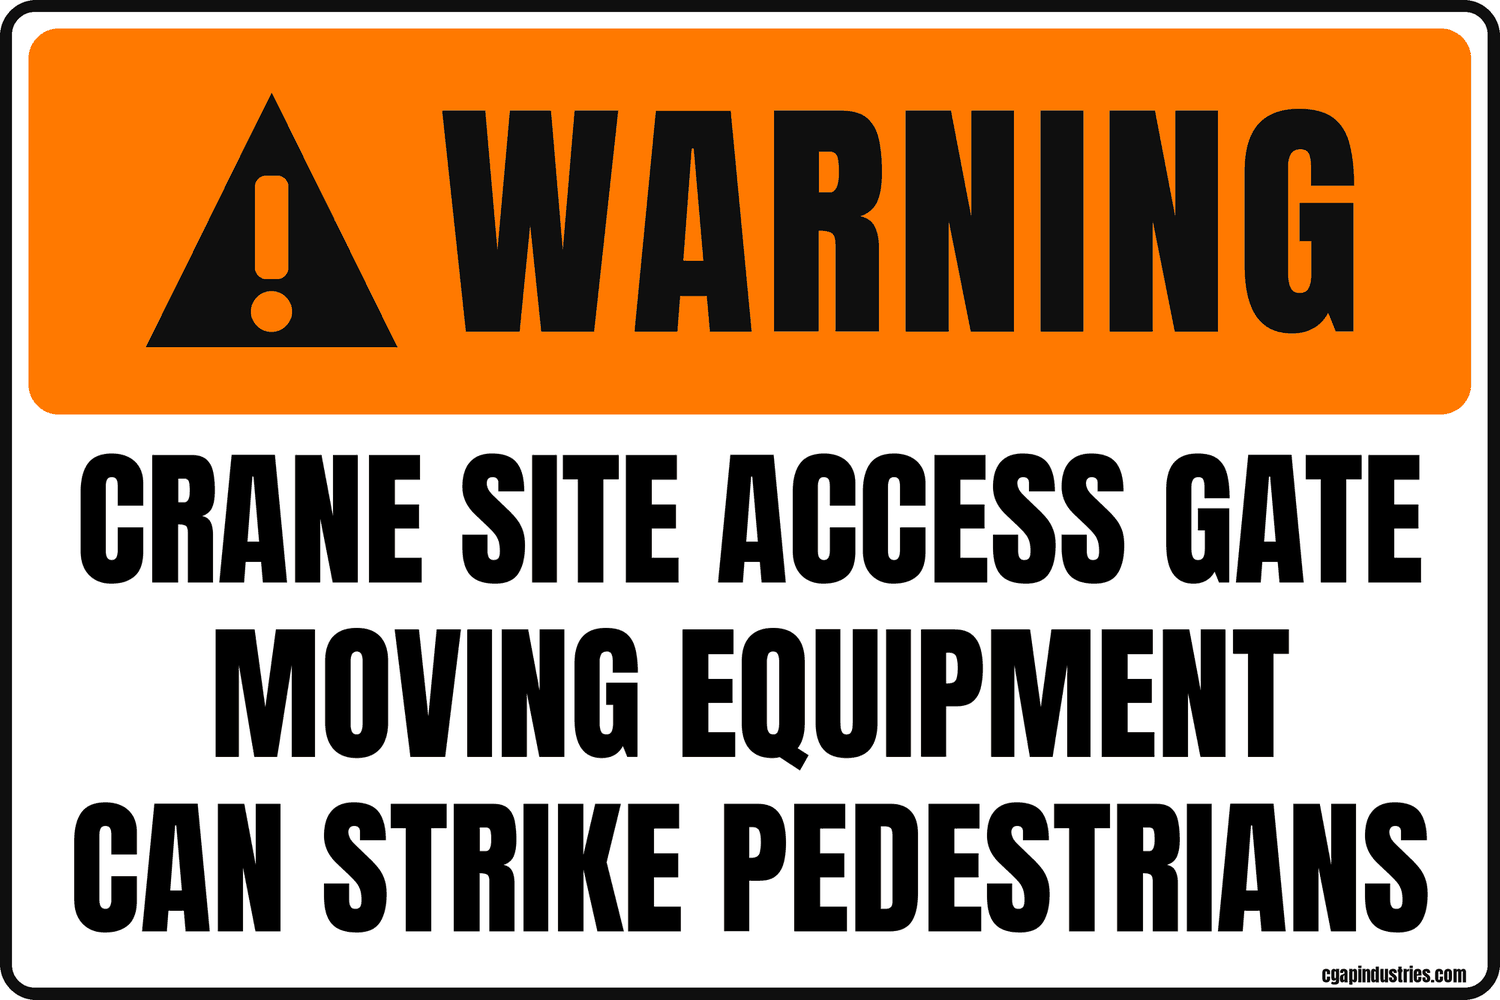 WARNING
CRANE SITE ACCESS GATE
MOVING EQUIPMENT
CAN STRIKE PEDESTRIANS
cgapindustries.com